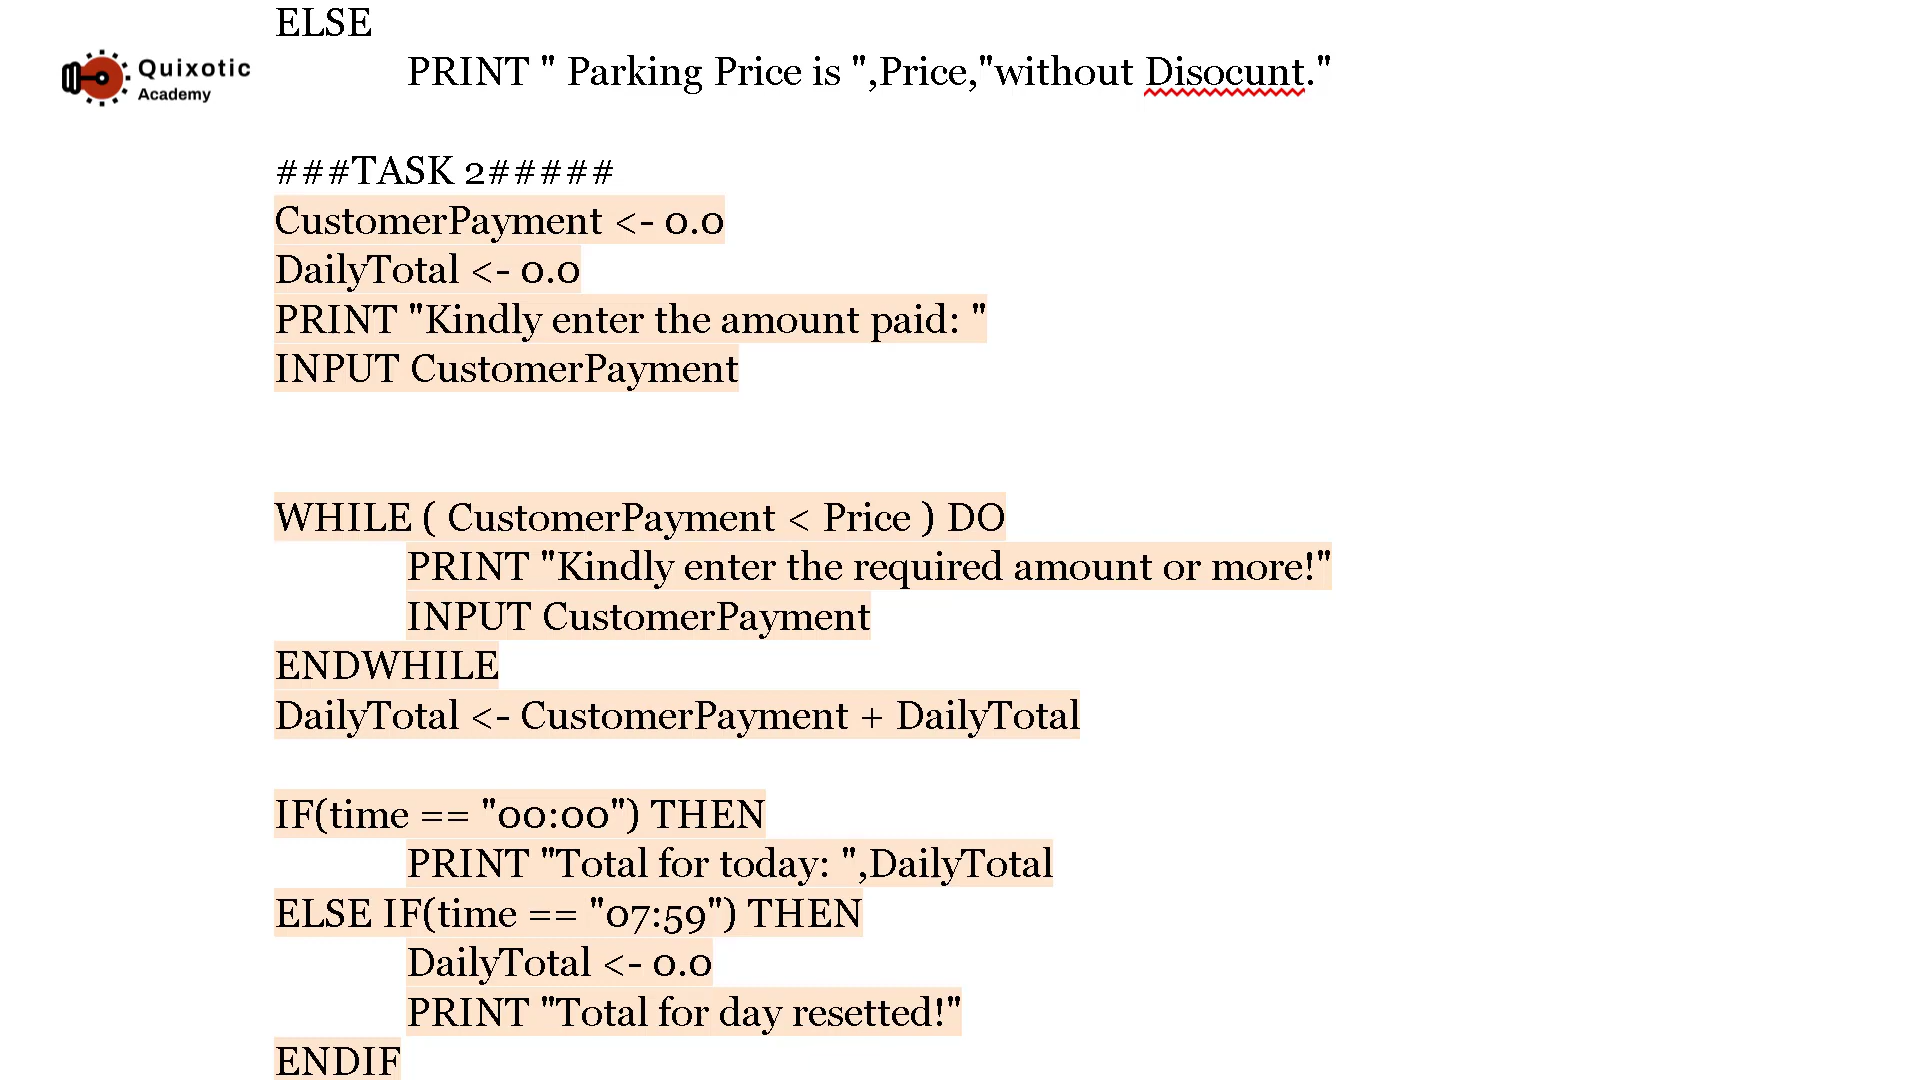 ELSE
Quixotic
Academy
PRINT " Parking Price is ",Price,"without Disocunt."
###TASK 2#####
CustomerPayment <- 0.0
DailyTotal <- 0.0
PRINT "Kindly enter the amount paid: "
INPUT CustomerPayment
WHILE ( CustomerPayment < Price ) DO
PRINT "Kindly enter the required amount or more!"
INPUT CustomerPayment
ENDWHILE
DailyTotal <- CustomerPayment + DailyTotal
IF(time == "00:00") THEN
PRINT "Total for today: ",DailyTotal
ELSE IF(time == "07:59") THEN
DailyTotal <- 0.0
PRINT "Total for day resetted!"
ENDIF